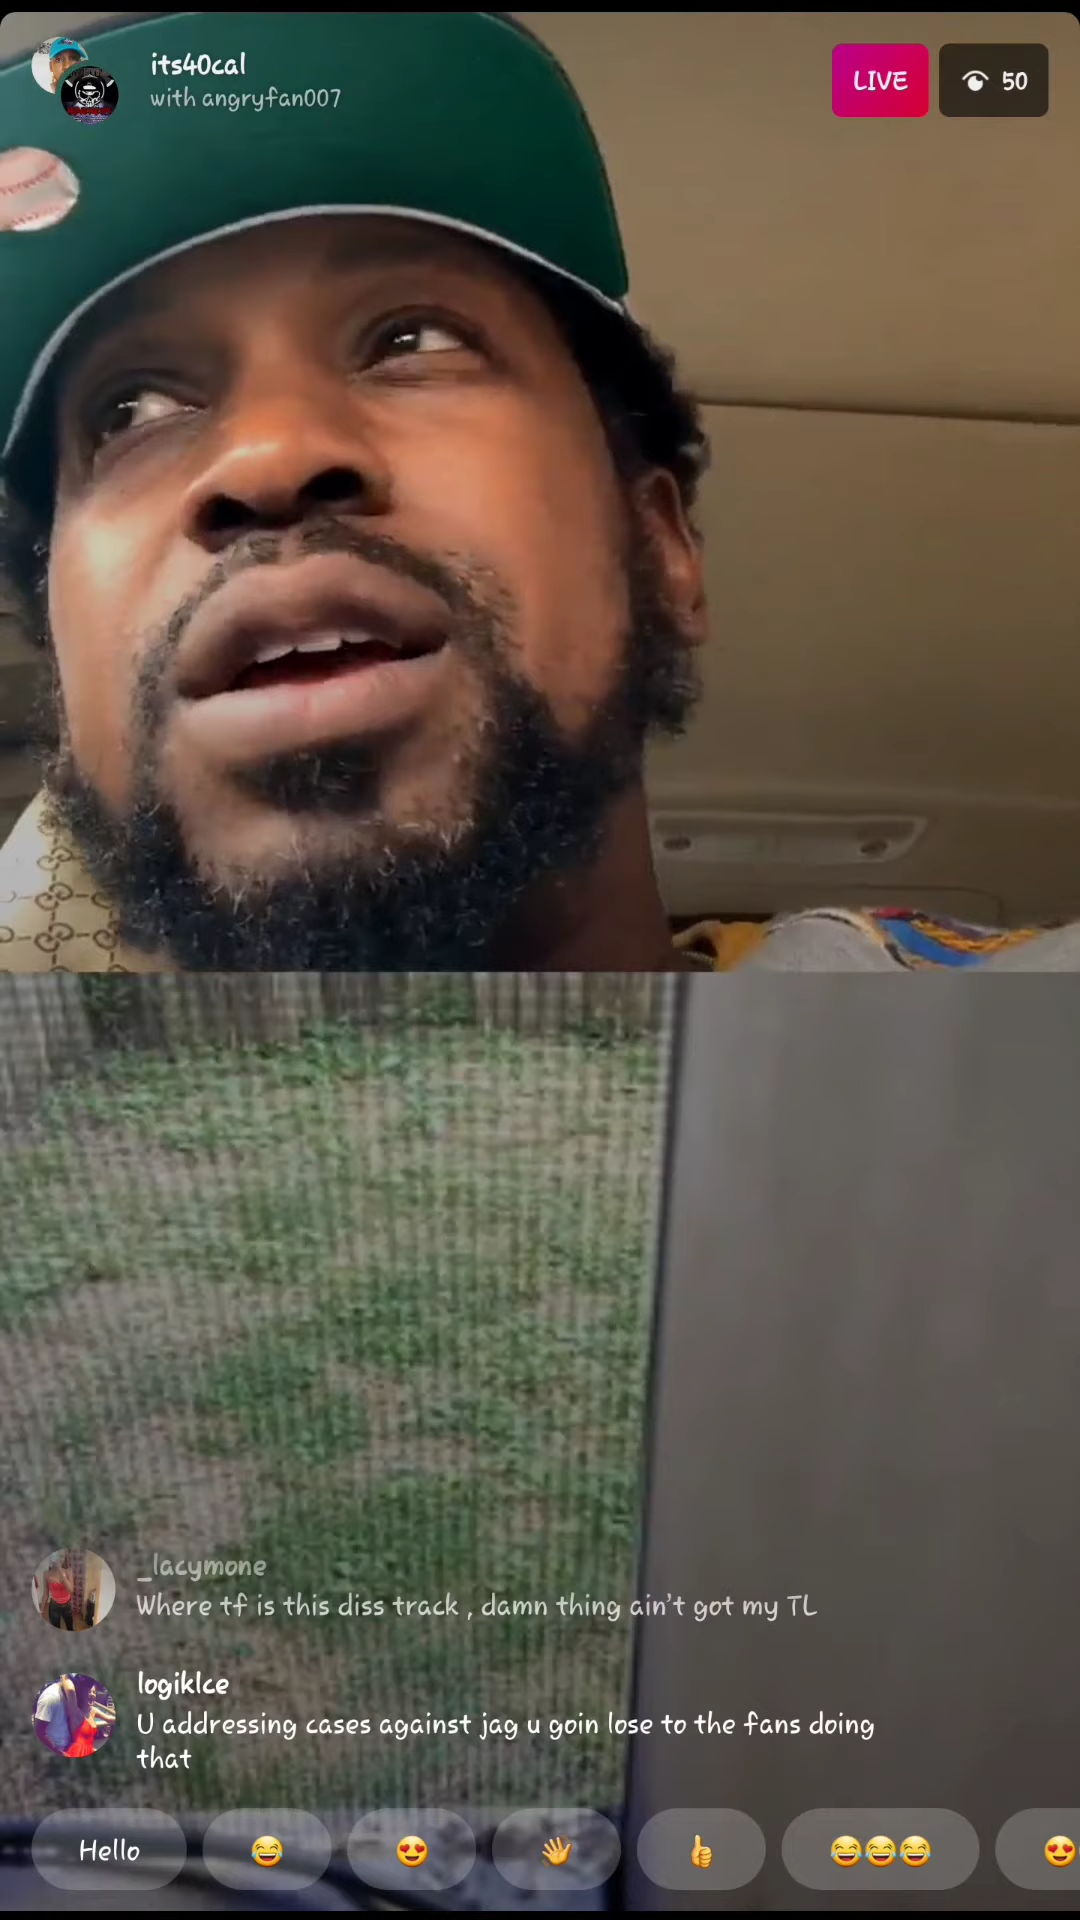 its40cal
with angryfan007
LIVE
50
_lacymone
Where tf is this diss track , damn thing ain't got my TL
logiklce
U addressing cases against jag u goin lose to the fans doing
that
Hello
😂
😍
👋
👍
😂😂😂
😍